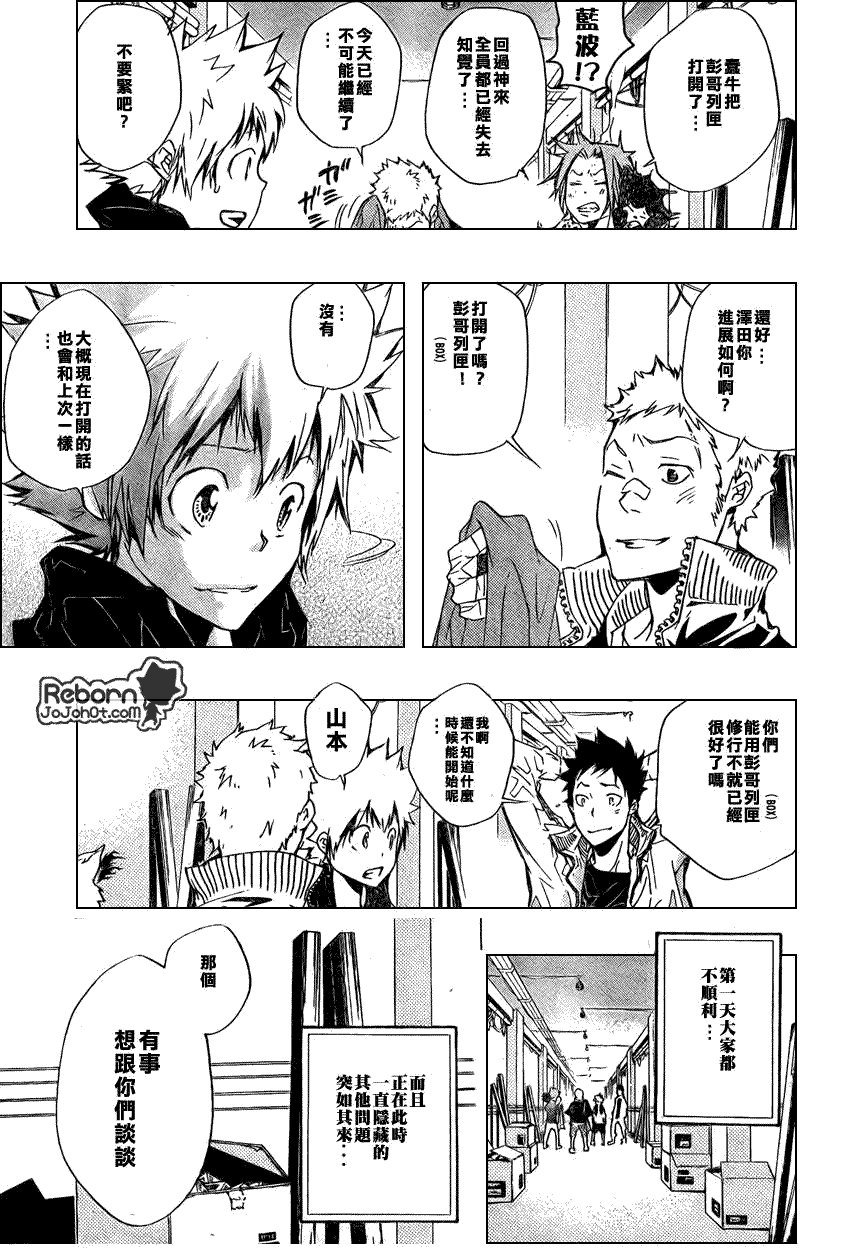 蠢牛把
彭哥列匣
打開了…
藍波!?
回過神來
全員都已經失去
知覺了…
今天已經
不可能繼續了
不要緊吧？
還好…
澤田你
進展如何啊？
打開了嗎？
彭哥列匣！
(BOX)
…
沒有
大概現在打開的話
也會和上次一樣
…
你們
能用彭哥列匣
(BOX)
修行不就已經
很好了嗎
我啊
還不知道什麼
時候能開始呢
…
山本
Reborn
JoJohot.com
第一天大家都
不順利…
而且
正在此時
一直隱藏的
其他問題
突如其來…
那個
有事
想跟你們談談